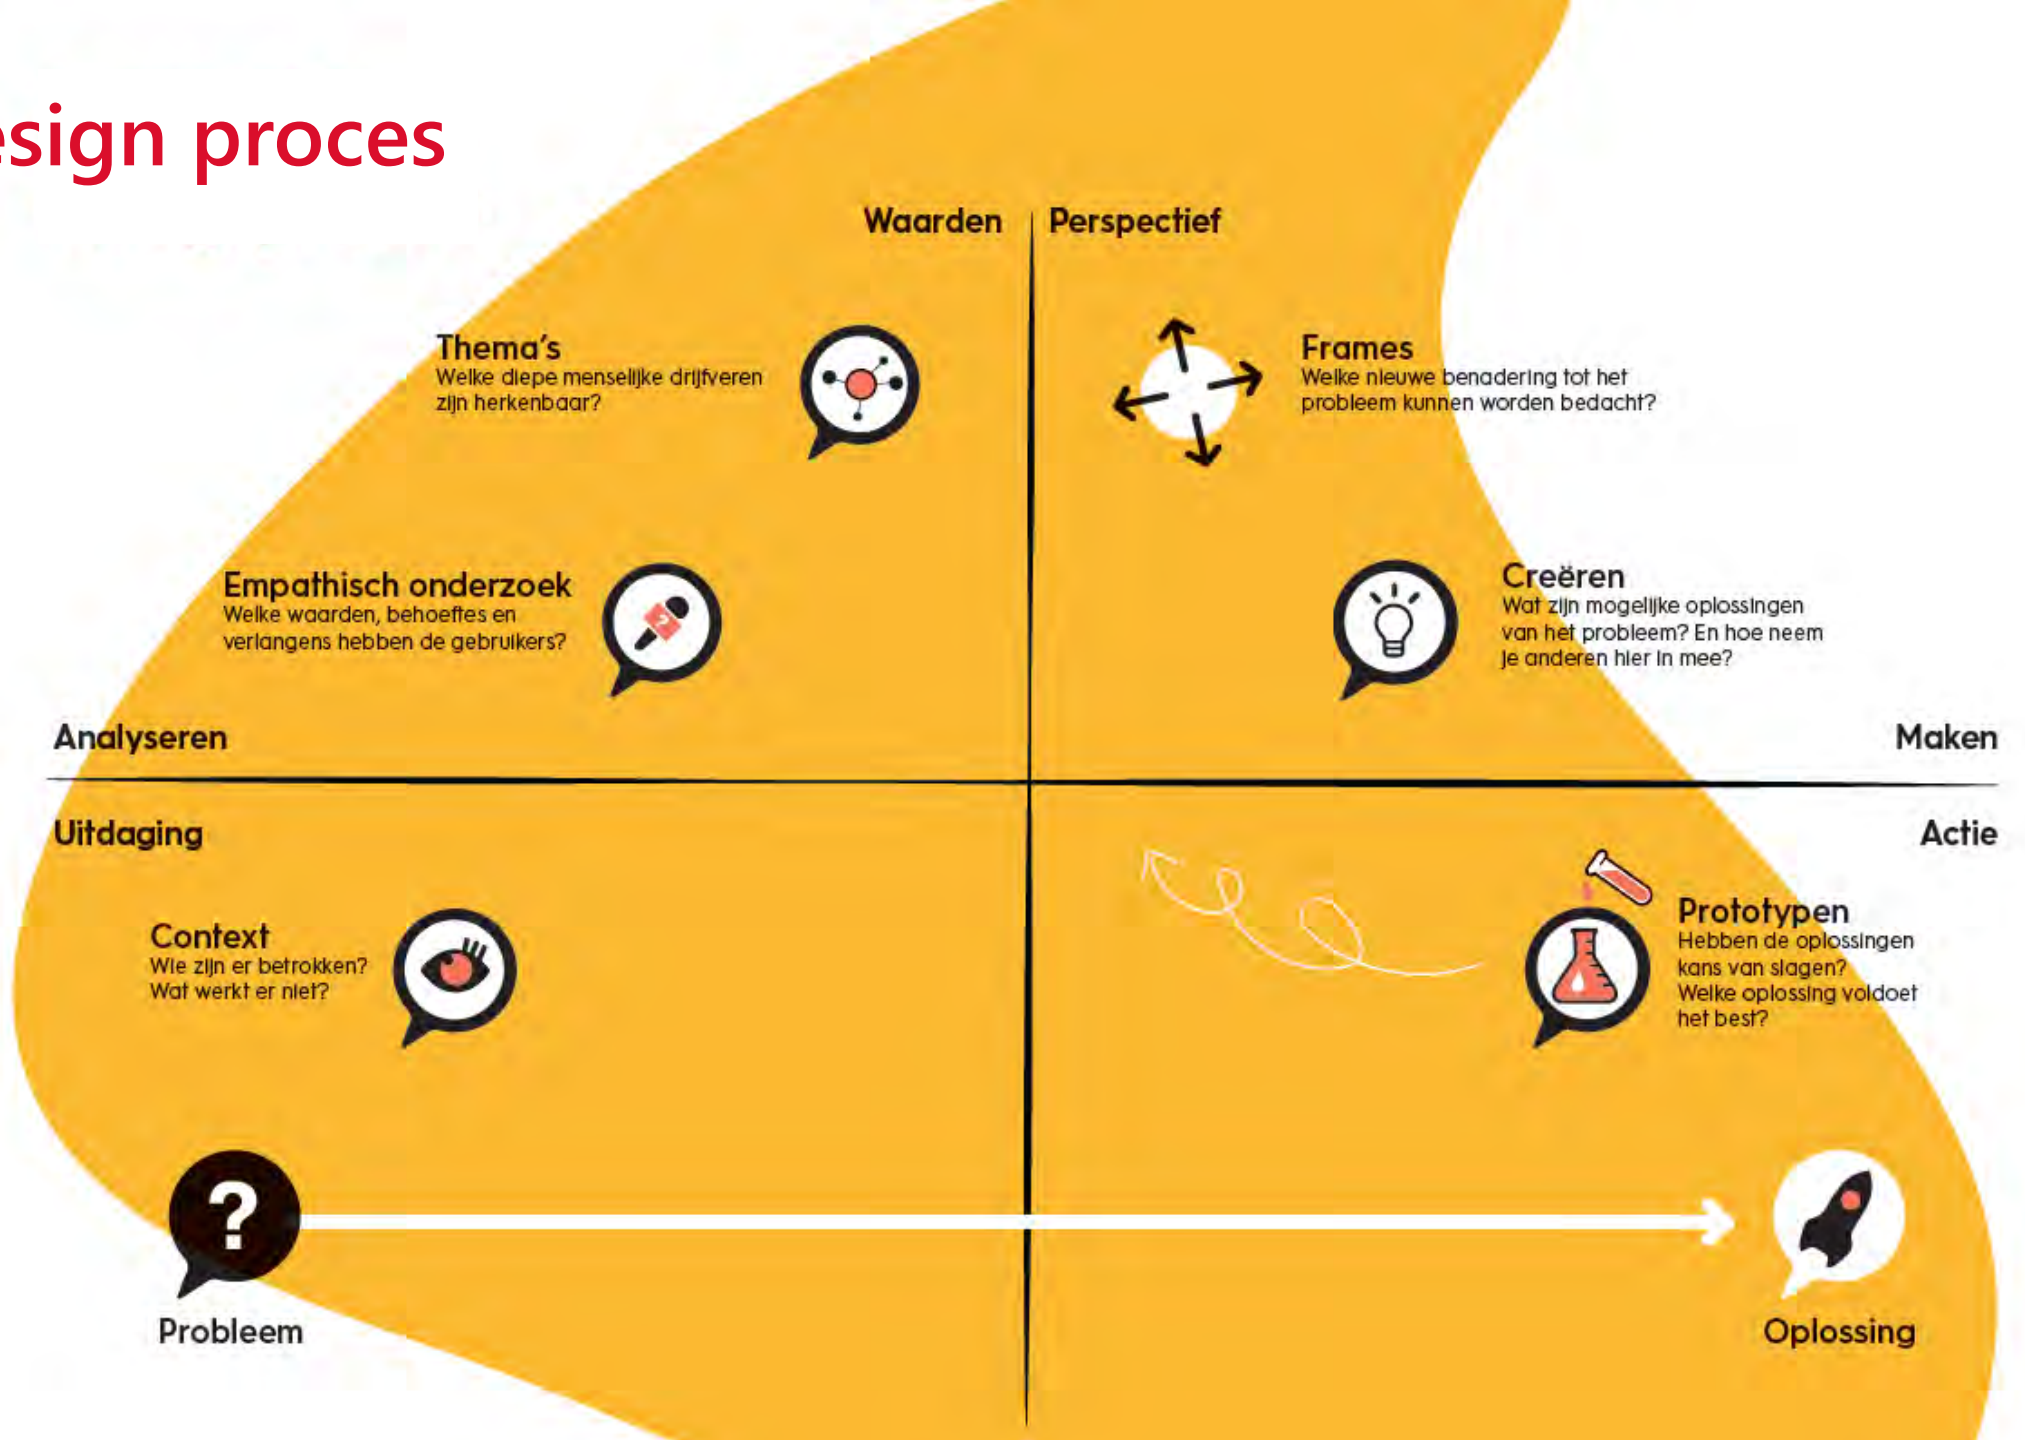 esign proces
Waarden
Perspectief
Thema's
Welke diepe menselijke drijfveren
zijn herkenbaar?
Frames
Welke nieuwe benadering tot het
probleem kunnen worden bedacht?
Empathisch onderzoek
Welke waarden, behoeftes en
verlangens hebben de gebruikers?
?
Creëren
Wat zijn mogelijke oplossingen
van het probleem? En hoe neem
je anderen hier in mee?
Analyseren
Maken
Uitdaging
Actie
Context
Wie zijn er betrokken?
Wat werkt er niet?
Prototypen
Hebben de oplossingen
kans van slagen?
Welke oplossing voldoet
het best?
?
Probleem
Oplossing